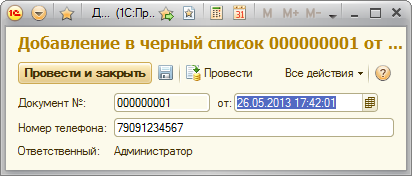 Д... (1С:Пр... M M+ M-
Добавление в черный список 000000001 от ...
Провести и закрыть Провести Все действия ?
Документ №: 000000001 от: 26.05.2013 17:42:01
Номер телефона: 79091234567
Ответственный: Администратор